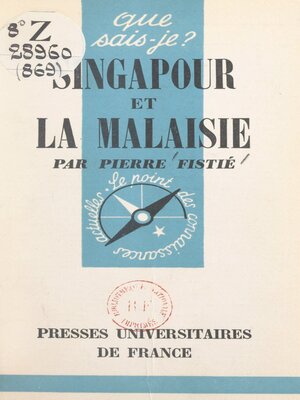 que
sais-je?
8° Z
28960
(869)
SINGAPOUR
ET
LA MALAISIE
PAR PIERRE FISTIÉ
Le point des connaissances actuelles
PRESSES UNIVERSITAIRES
DE FRANCE